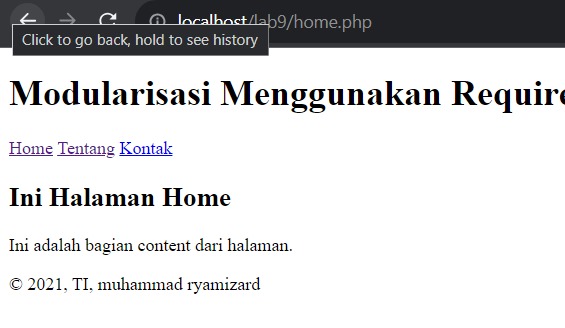 localhost/lab9/home.php
Click to go back, hold to see history
Modularisasi Menggunakan Require
Home Tentang Kontak
Ini Halaman Home
Ini adalah bagian content dari halaman.
© 2021, TI, muhammad ryamizard